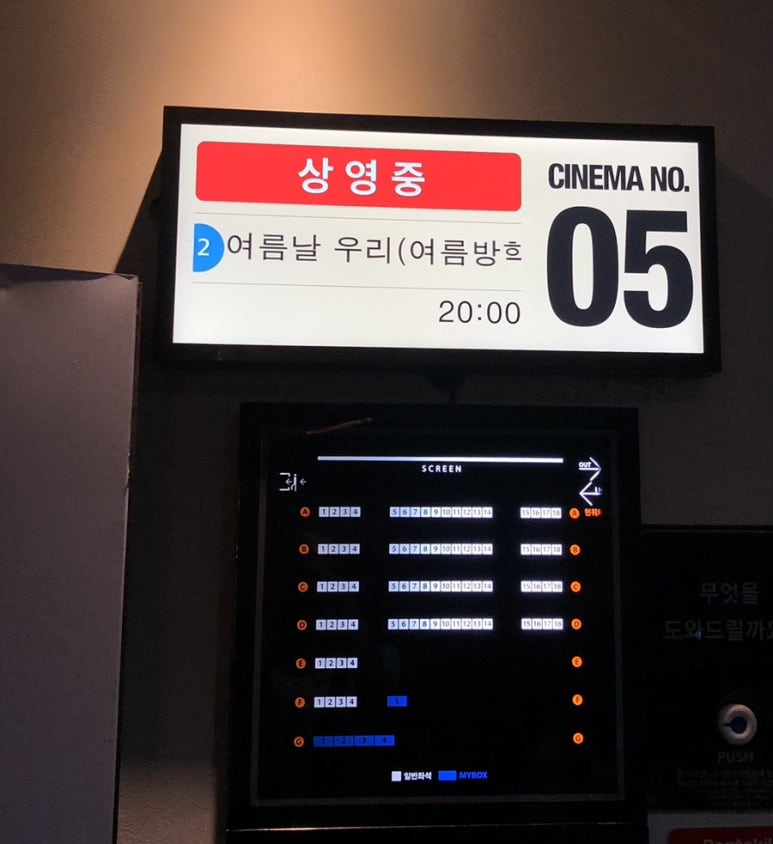 상영중
CINEMA NO.
05
2 여름날 우리(여름방
20:00
SCREEN
OUT
A 1 2 3 4 5 6 7 8 9 10 11 12 13 14 15 16 17 18 A
B 1 2 3 4 5 6 7 8 9 10 11 12 13 14 15 16 17 18 B
C 1 2 3 4 5 6 7 8 9 10 11 12 13 14 15 16 17 18 C
D 1 2 3 4 5 6 7 8 9 10 11 12 13 14 15 16 17 18 D
E 1 2 3 4 E
F 1 2 3 4 5 F
G 1 2 3 4 G
일반좌석 MYBOX
무엇을
도와드릴까요
PUSH